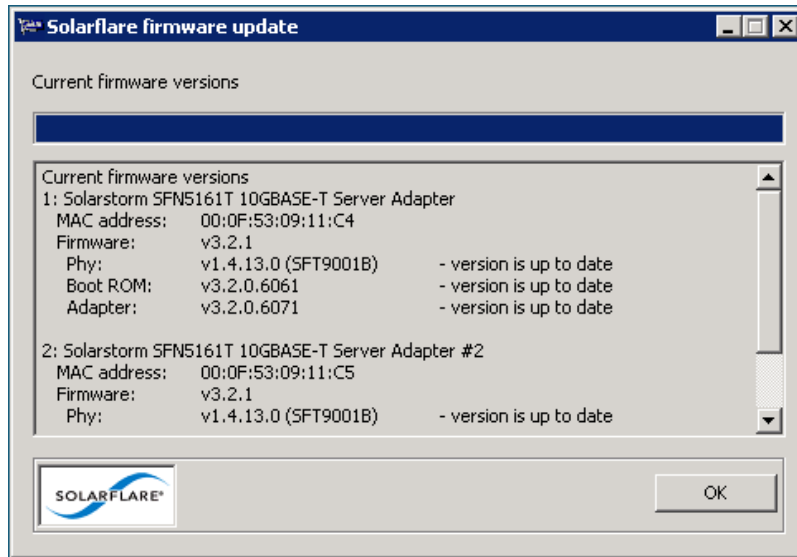 Solarflare firmware update
Current firmware versions
Current firmware versions
1: Solarstorm SFN5161T 10GBASE-T Server Adapter
MAC address: 00:0F:53:09:11:C4
Firmware: v3.2.1
Phy: v1.4.13.0 (SFT9001B) - version is up to date
Boot ROM: v3.2.0.6061 - version is up to date
Adapter: v3.2.0.6071 - version is up to date
2: Solarstorm SFN5161T 10GBASE-T Server Adapter #2
MAC address: 00:0F:53:09:11:C5
Firmware: v3.2.1
Phy: v1.4.13.0 (SFT9001B) - version is up to date
SOLARFLARE®
OK